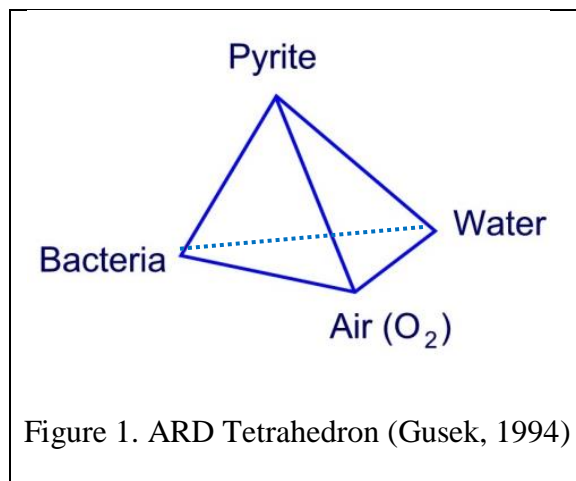 Pyrite
Water
Bacteria
Air (O₂)
Figure 1. ARD Tetrahedron (Gusek, 1994)